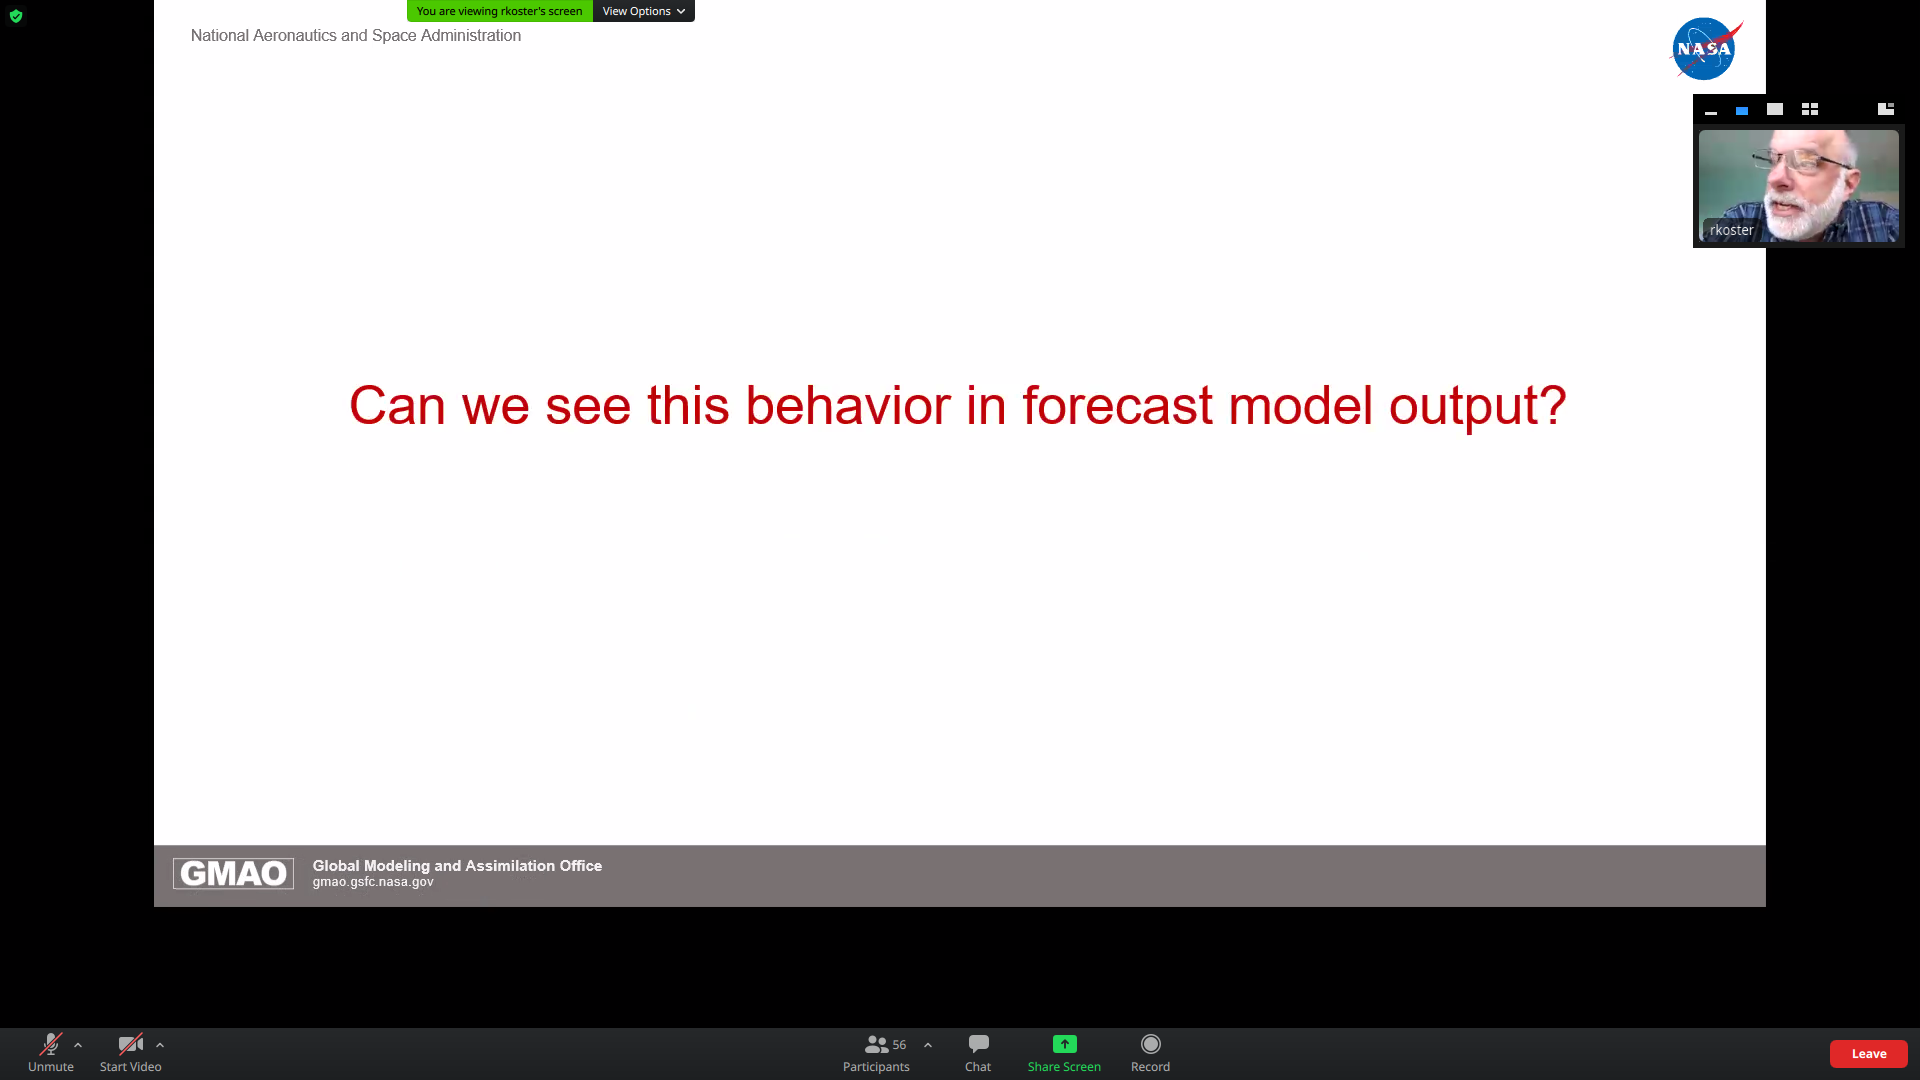 You are viewing rkoster's screen View Options
National Aeronautics and Space Administration
NASA
rkoster
Can we see this behavior in forecast model output?
GMAO
Global Modeling and Assimilation Office
gmao.gsfc.nasa.gov
Unmute
Start Video
56
Participants
Chat
Share Screen
Record
Leave